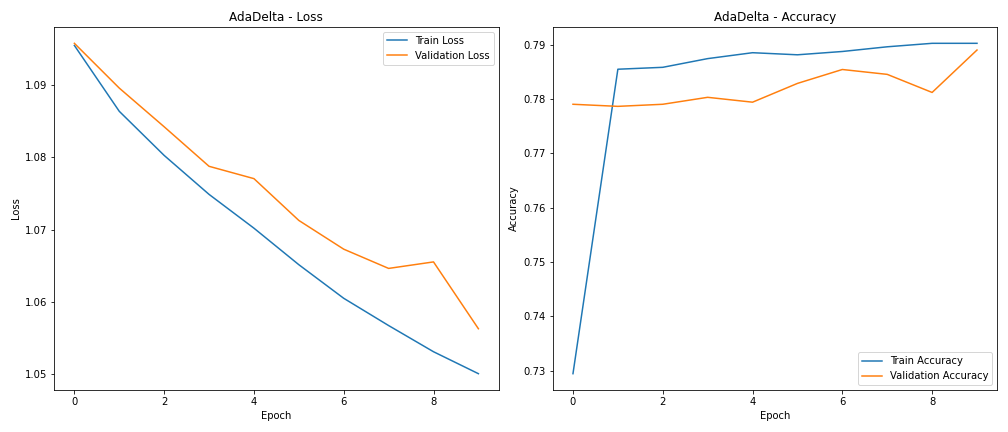 AdaDelta - Loss
Train Loss
Validation Loss
1.09
1.08
1.07
1.06
1.05
Loss
0
2
4
6
8
Epoch
AdaDelta - Accuracy
0.79
0.78
0.77
0.76
0.75
0.74
0.73
Accuracy
Train Accuracy
Validation Accuracy
0
2
4
6
8
Epoch